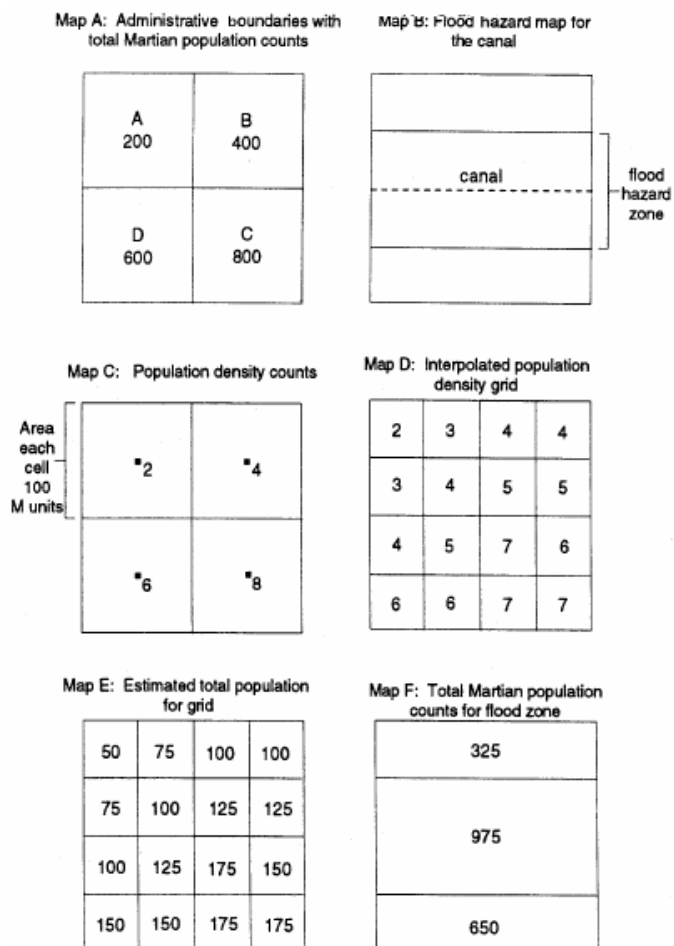 Map A: Administrative boundaries with
total Martian population counts
A
200
B
400
D
600
C
800
Map B: Flood hazard map for
the canal
canal
flood
hazard
zone
Map C: Population density counts
Area
each
cell
100
M units
2
4
6
8
Map D: Interpolated population
density grid
2 3 4 4
3 4 5 5
4 5 7 6
6 6 7 7
Map E: Estimated total population
for grid
50 75 100 100
75 100 125 125
100 125 175 150
150 150 175 175
Map F: Total Martian population
counts for flood zone
325
975
650